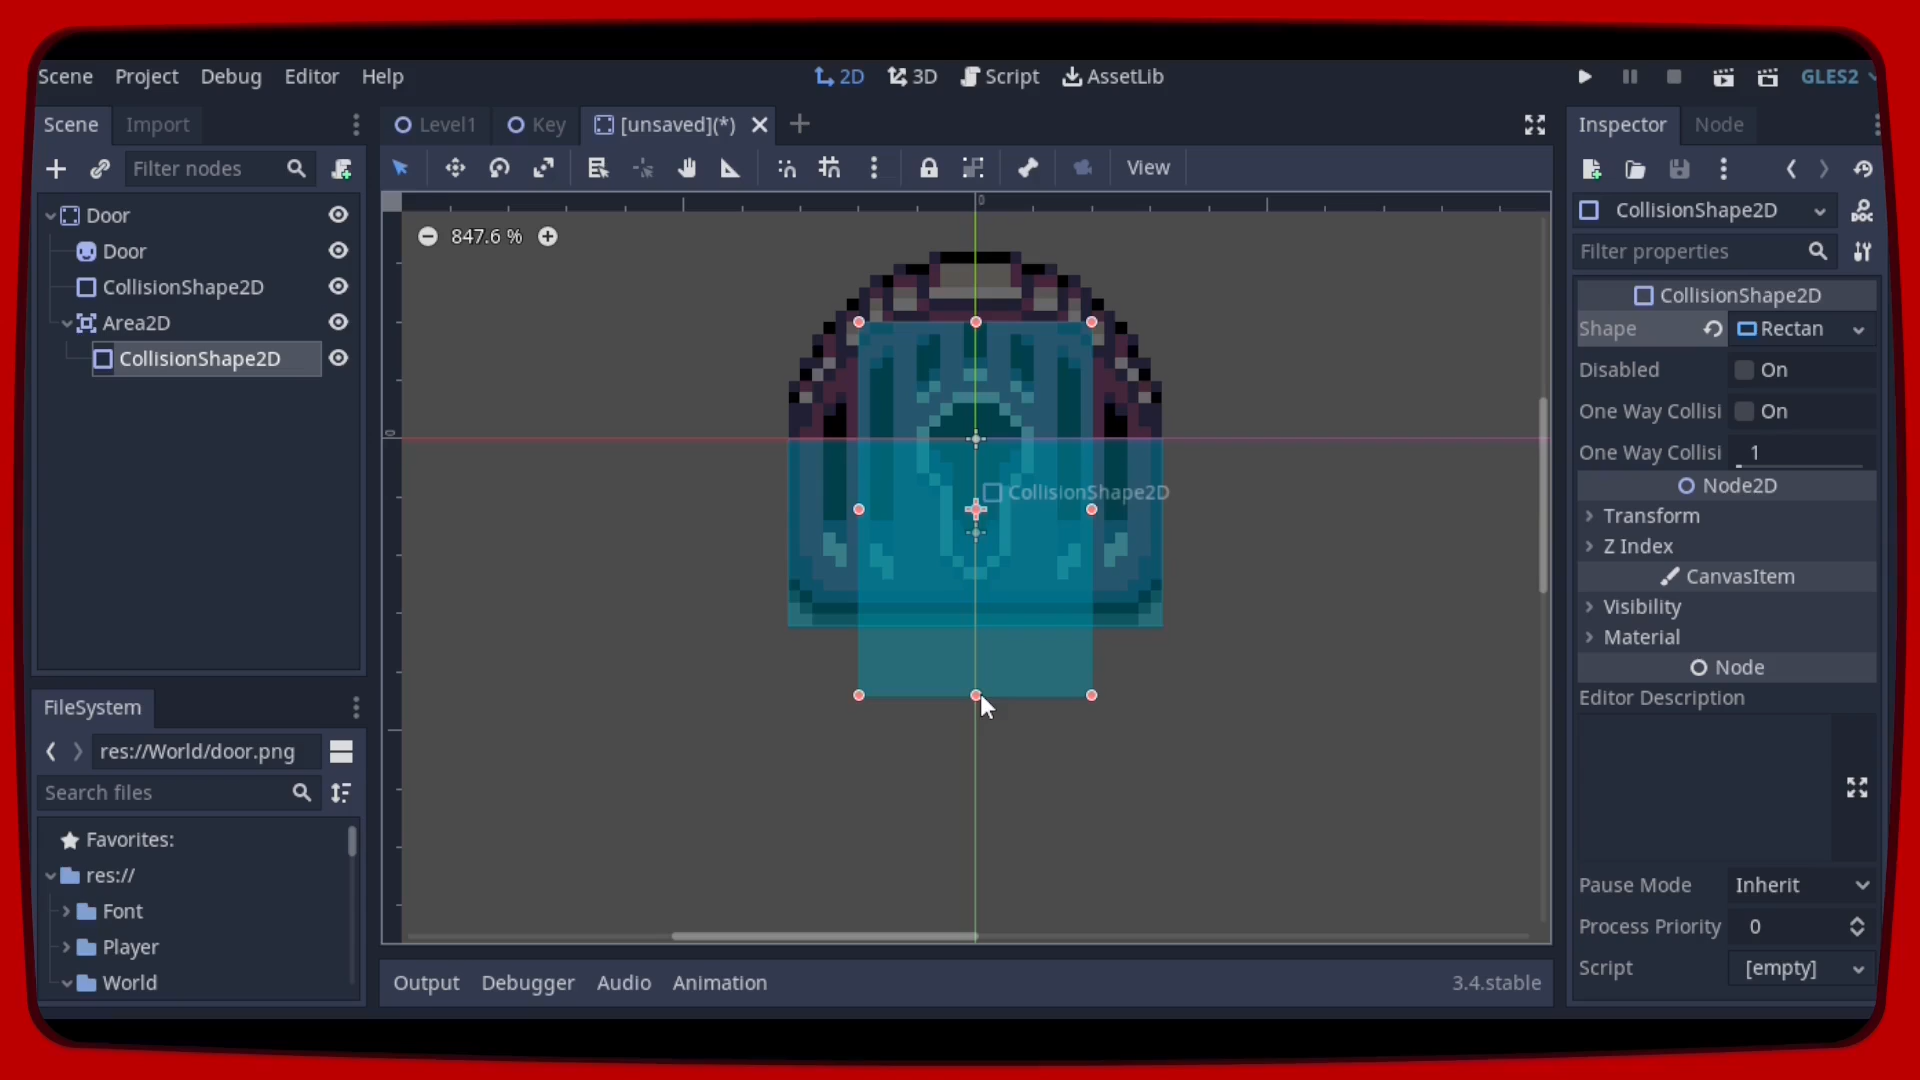 Scene Project Debug Editor Help 2D 3D Script AssetLib GLES2
Scene Import Level1 Key [unsaved](*) Inspector Node
Filter nodes View
Door CollisionShape2D
847.6 % 0
Door Filter properties
CollisionShape2D CollisionShape2D
Area2D Shape Rectan
CollisionShape2D Disabled On
One Way Collisi On
0
One Way Collisi 1
CollisionShape2D Node2D
Transform
Z Index
CanvasItem
Visibility
Material
Node
Editor Description
FileSystem
res://World/door.png
Search files
Favorites:
res://
Pause Mode Inherit
Font
Process Priority 0
Player
Script [empty]
World
Output Debugger Audio Animation 3.4.stable